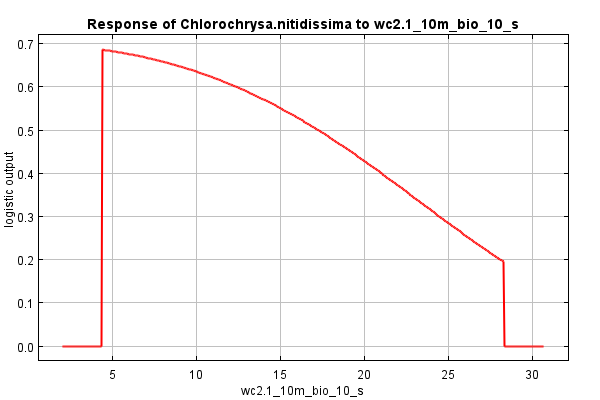 Response of Chlorochrysa.nitidissima to wc2.1_10m_bio_10_s
0.7
0.6
0.5
0.4
0.3
0.2
0.1
0.0
logistic output
5 10 15 20 25 30
wc2.1_10m_bio_10_s